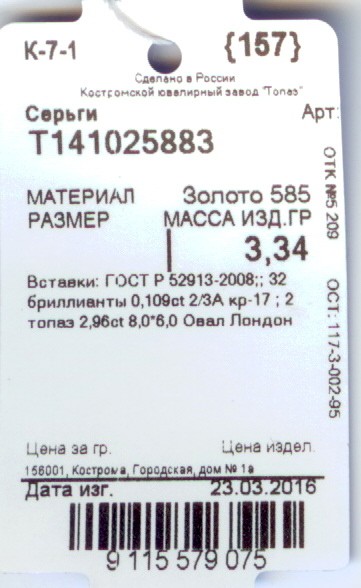 К-7-1 {157}
Сделано в России
Костромской ювелирный завод "Топаз"
Серьги Арт:
Т141025883
МАТЕРИАЛ Золото 585
РАЗМЕР МАССА ИЗД.ГР
3,34
Вставки: ГОСТ Р 52913-2008;; 32
бриллианты 0,109ct 2/3А кр-17 ; 2
топаз 2,96ct 8,0*6,0 Овал Лондон
ОТК №5 209
ОСТ: 117-3-002-95
Цена за гр. Цена издел.
156001, Кострома, Городская, дом № 1а
Дата изг. 23.03.2016
9 115 579 075